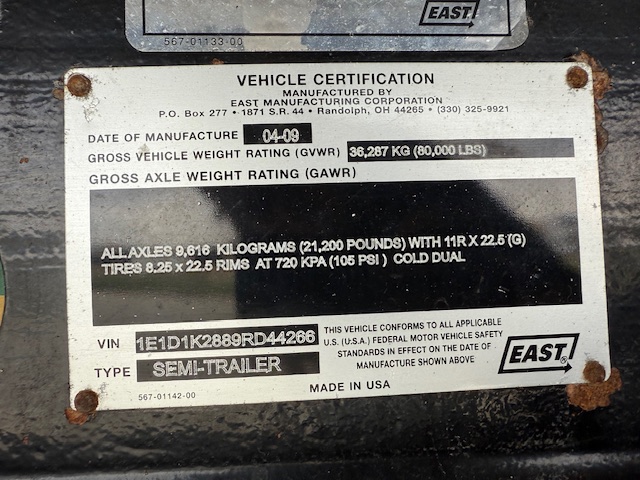 EAST
567-01133-00
VEHICLE CERTIFICATION
MANUFACTURED BY
EAST MANUFACTURING CORPORATION
P.O. Box 277 • 1871 S.R. 44 • Randolph, OH 44265 • (330) 325-9921
DATE OF MANUFACTURE 04-09
GROSS VEHICLE WEIGHT RATING (GVWR) 36,287 KG (80,000 LBS)
GROSS AXLE WEIGHT RATING (GAWR)
ALL AXLES 9,616 KILOGRAMS (21,200 POUNDS) WITH 11R X 22.5 (G)
TIRES 8.25 x 22.5 RIMS AT 720 KPA (105 PSI ) COLD DUAL
VIN 1E1D1K2889RD44266
TYPE SEMI-TRAILER
THIS VEHICLE CONFORMS TO ALL APPLICABLE
U.S. (U.S.A.) FEDERAL MOTOR VEHICLE SAFETY
STANDARDS IN EFFECT ON THE DATE OF
MANUFACTURE SHOWN ABOVE
EAST®
567-01142-00
MADE IN USA